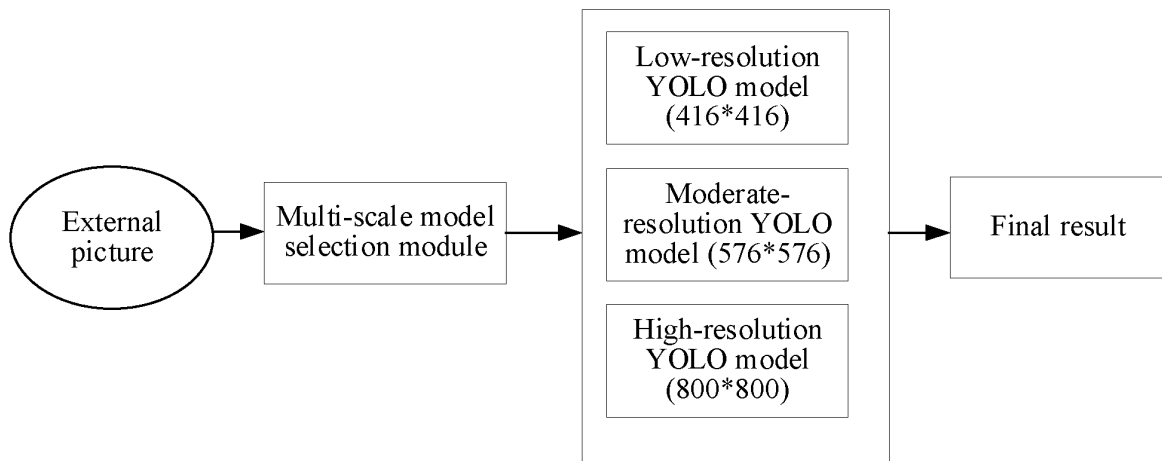 External
picture
Multi-scale model
selection module
Low-resolution
YOLO model
(416*416)
Moderate-
resolution YOLO
model (576*576)
High-resolution
YOLO model
(800*800)
Final result